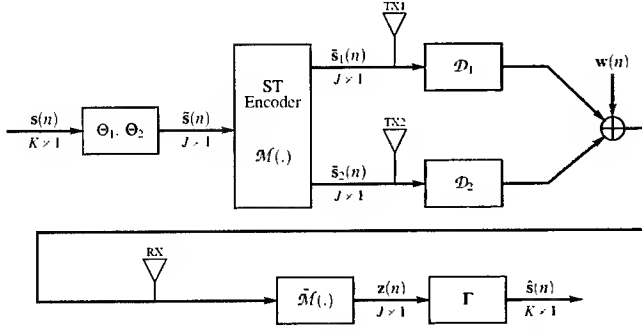 TX1
s̄₁(n)
J × 1
𝒟₁
w(n)
ST
Encoder
ℳ(.)
s(n)
K × 1
Θ₁, Θ₂
s̃(n)
J × 1
TX2
s̄₂(n)
J × 1
𝒟₂
RX
ℳ̄(.)
z(n)
J × 1
Γ
ŝ(n)
K × 1